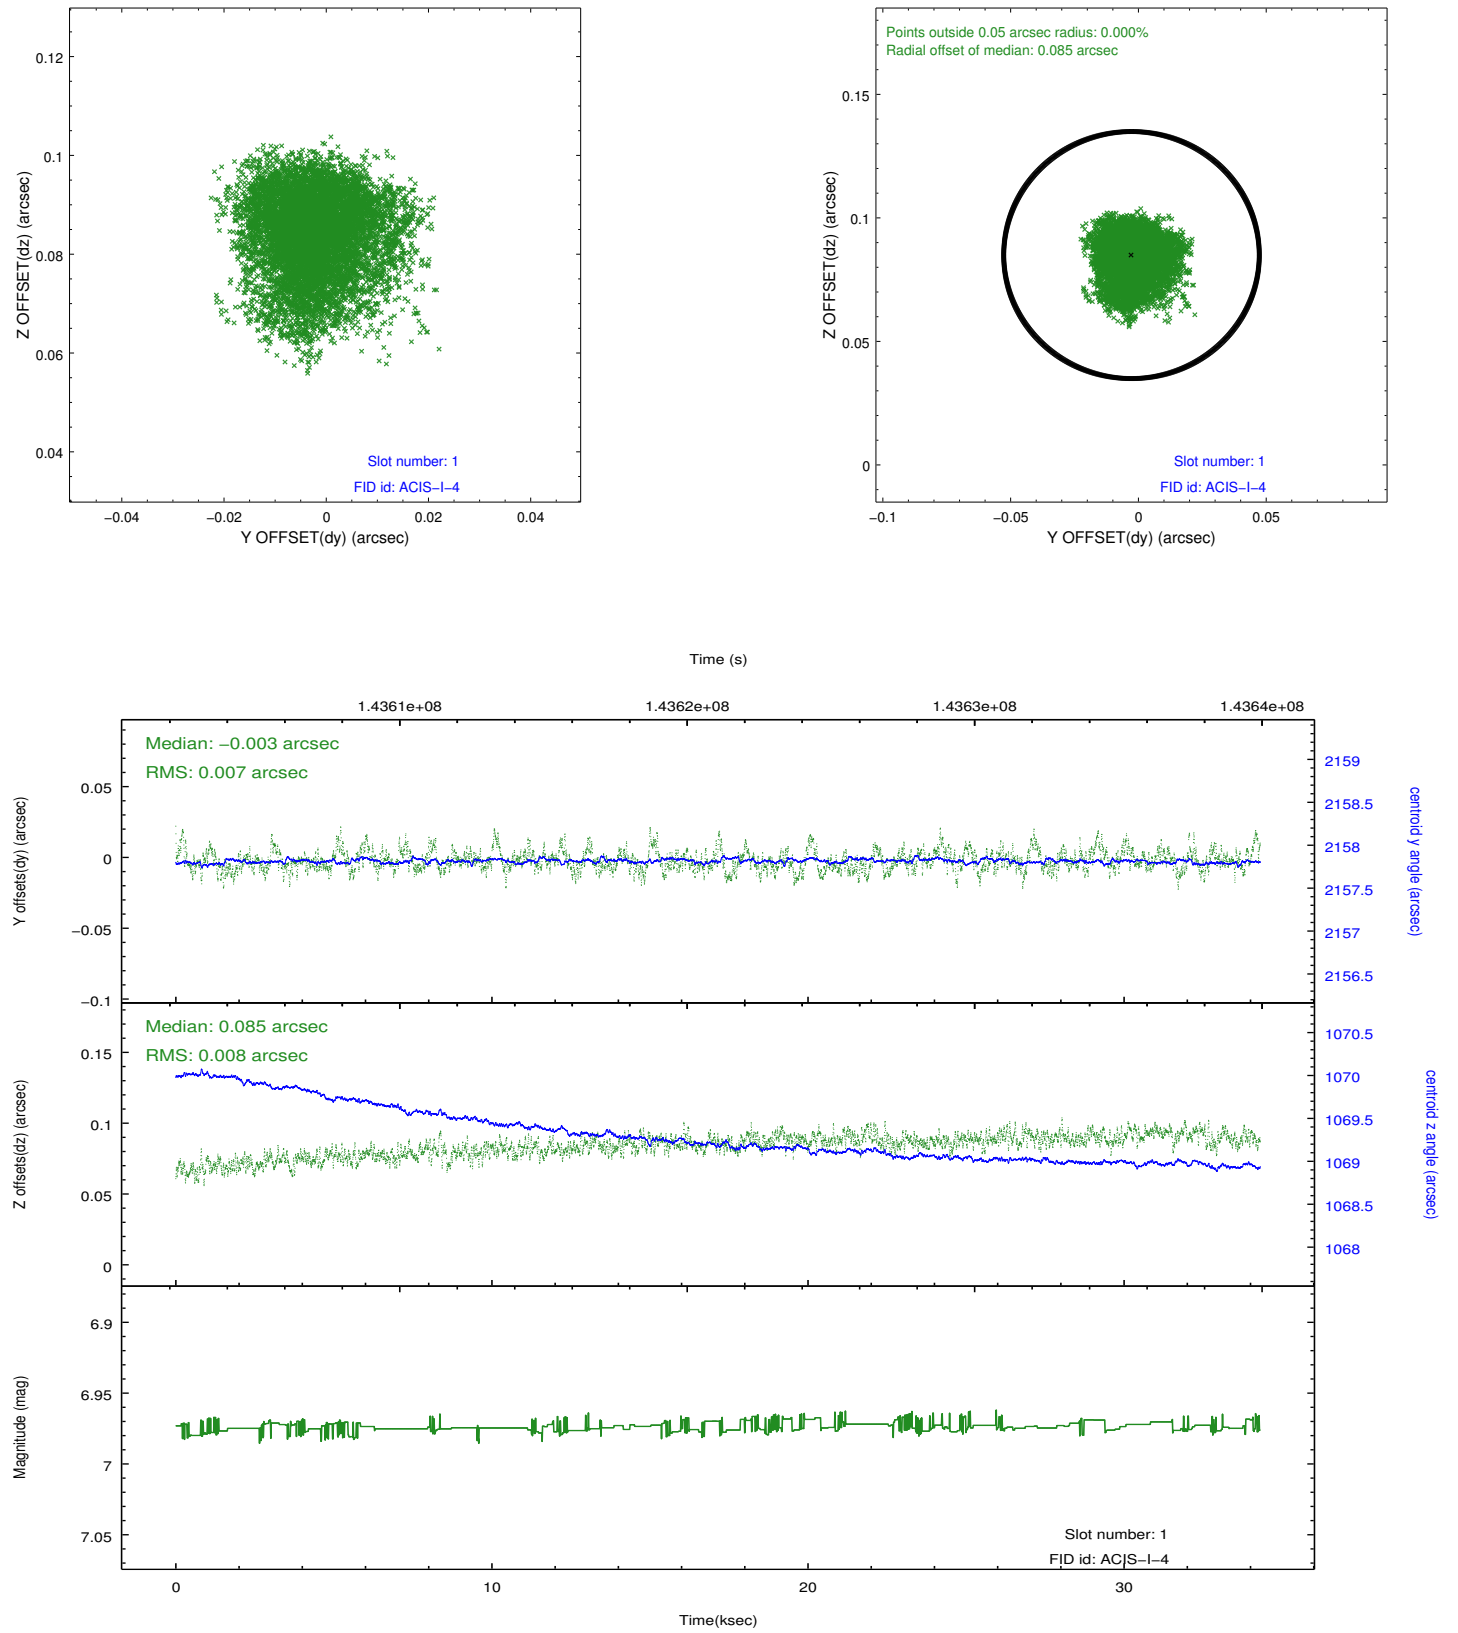 0.12
0.1
0.08
0.06
0.04
Z OFFSET(dz) (arcsec)
Slot number: 1
FID id: ACIS−I−4
−0.04 −0.02 0 0.02 0.04
Y OFFSET(dy) (arcsec)
Points outside 0.05 arcsec radius: 0.000%
Radial offset of median: 0.085 arcsec
0.15
0.1
0.05
0
Z OFFSET(dz) (arcsec)
Slot number: 1
FID id: ACIS−I−4
−0.1 −0.05 0 0.05
Y OFFSET(dy) (arcsec)
Time (s)
1.4361e+08 1.4362e+08 1.4363e+08 1.4364e+08
Median: −0.003 arcsec
RMS: 0.007 arcsec
0.05
0
−0.05
−0.1
Y offsets(dy) (arcsec)
2159
2158.5
2158
2157.5
2157
2156.5
centroid y angle (arcsec)
Median: 0.085 arcsec
RMS: 0.008 arcsec
0.15
0.1
0.05
0
Z offsets(dz) (arcsec)
1070.5
1070
1069.5
1069
1068.5
1068
centroid z angle (arcsec)
6.9
6.95
7
7.05
Magnitude (mag)
Slot number: 1
FID id: ACIS−I−4
0 10 20 30
Time(ksec)